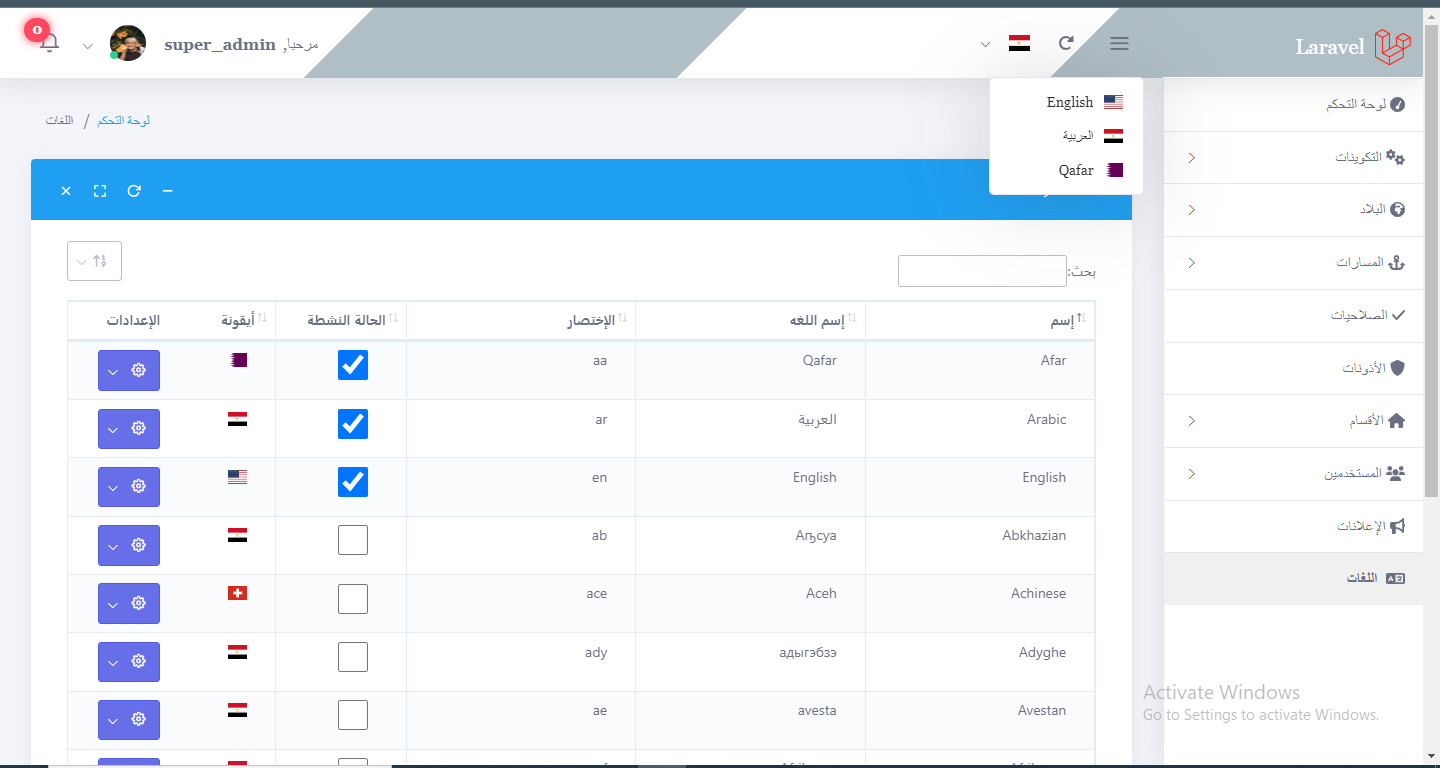 Laravel
مرحبا, super_admin
0
English
العربية
Qafar
لوحة التحكم
التكوينات
البلاد
المسارات
الصلاحيات
الأذونات
الأقسام
المستخدمين
الإعلانات
اللغات
لوحة التحكم / اللغات
بحث:
إسم إسم اللغه الإختصار الحالة النشطة أيقونة الإعدادات
Afar Qafar aa
Arabic العربية ar
English English en
Abkhazian Аҧсуа ab
Achinese Aceh ace
Adyghe адыгэбзэ ady
Avestan avesta ae
Activate Windows
Go to Settings to activate Windows.